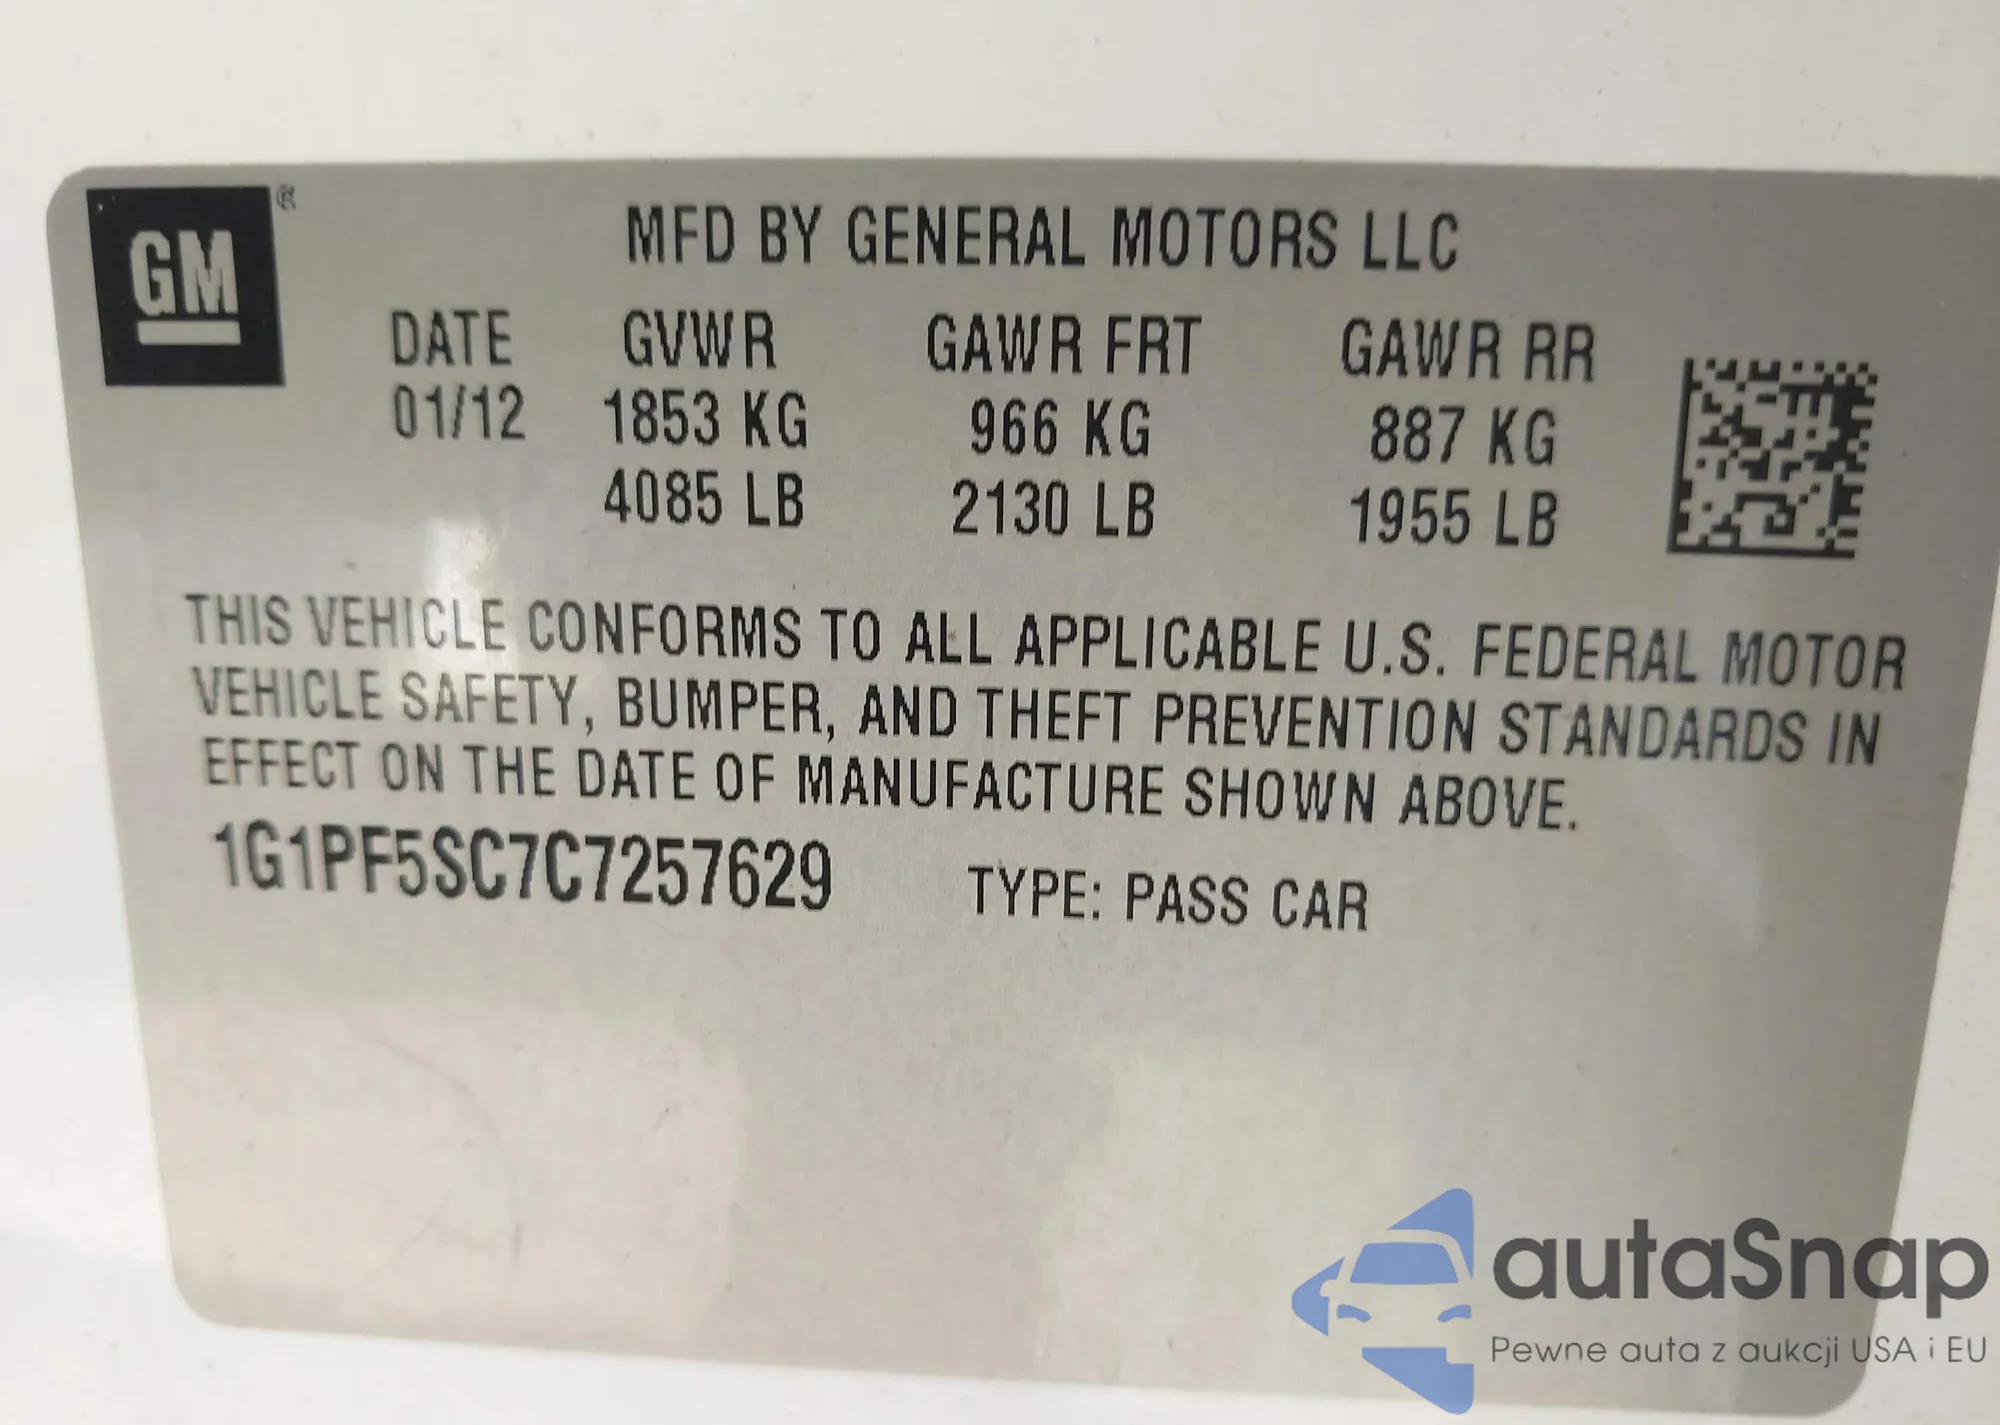 GM ®
MFD BY GENERAL MOTORS LLC
DATE GVWR GAWR FRT GAWR RR
01/12 1853 KG 966 KG 887 KG
4085 LB 2130 LB 1955 LB
THIS VEHICLE CONFORMS TO ALL APPLICABLE U.S. FEDERAL MOTOR
VEHICLE SAFETY, BUMPER, AND THEFT PREVENTION STANDARDS IN
EFFECT ON THE DATE OF MANUFACTURE SHOWN ABOVE.
1G1PF5SC7C7257629 TYPE: PASS CAR
autaSnap
Pewne auta z aukcji USA i EU